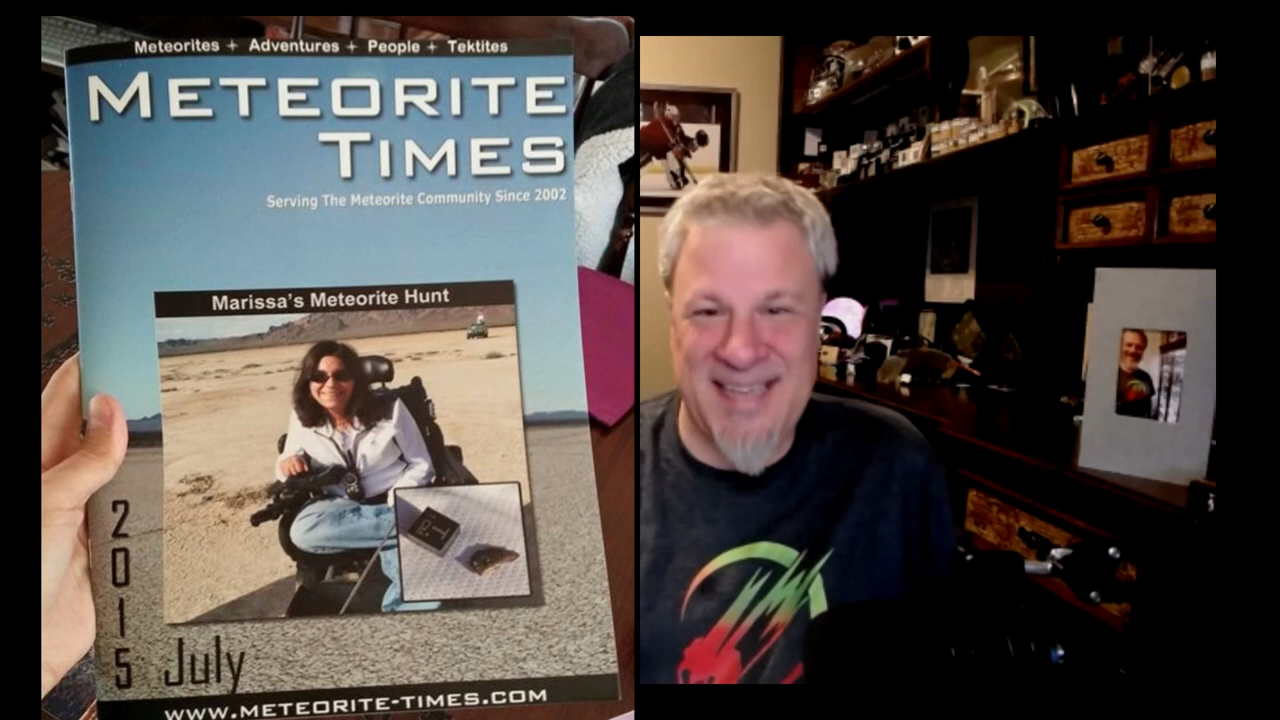 Meteorites + Adventures + People + Tektites
METEORITE
TIMES
Serving The Meteorite Community Since 2002
Marissa's Meteorite Hunt
2015 July
www.METEORITE-TIMES.COM